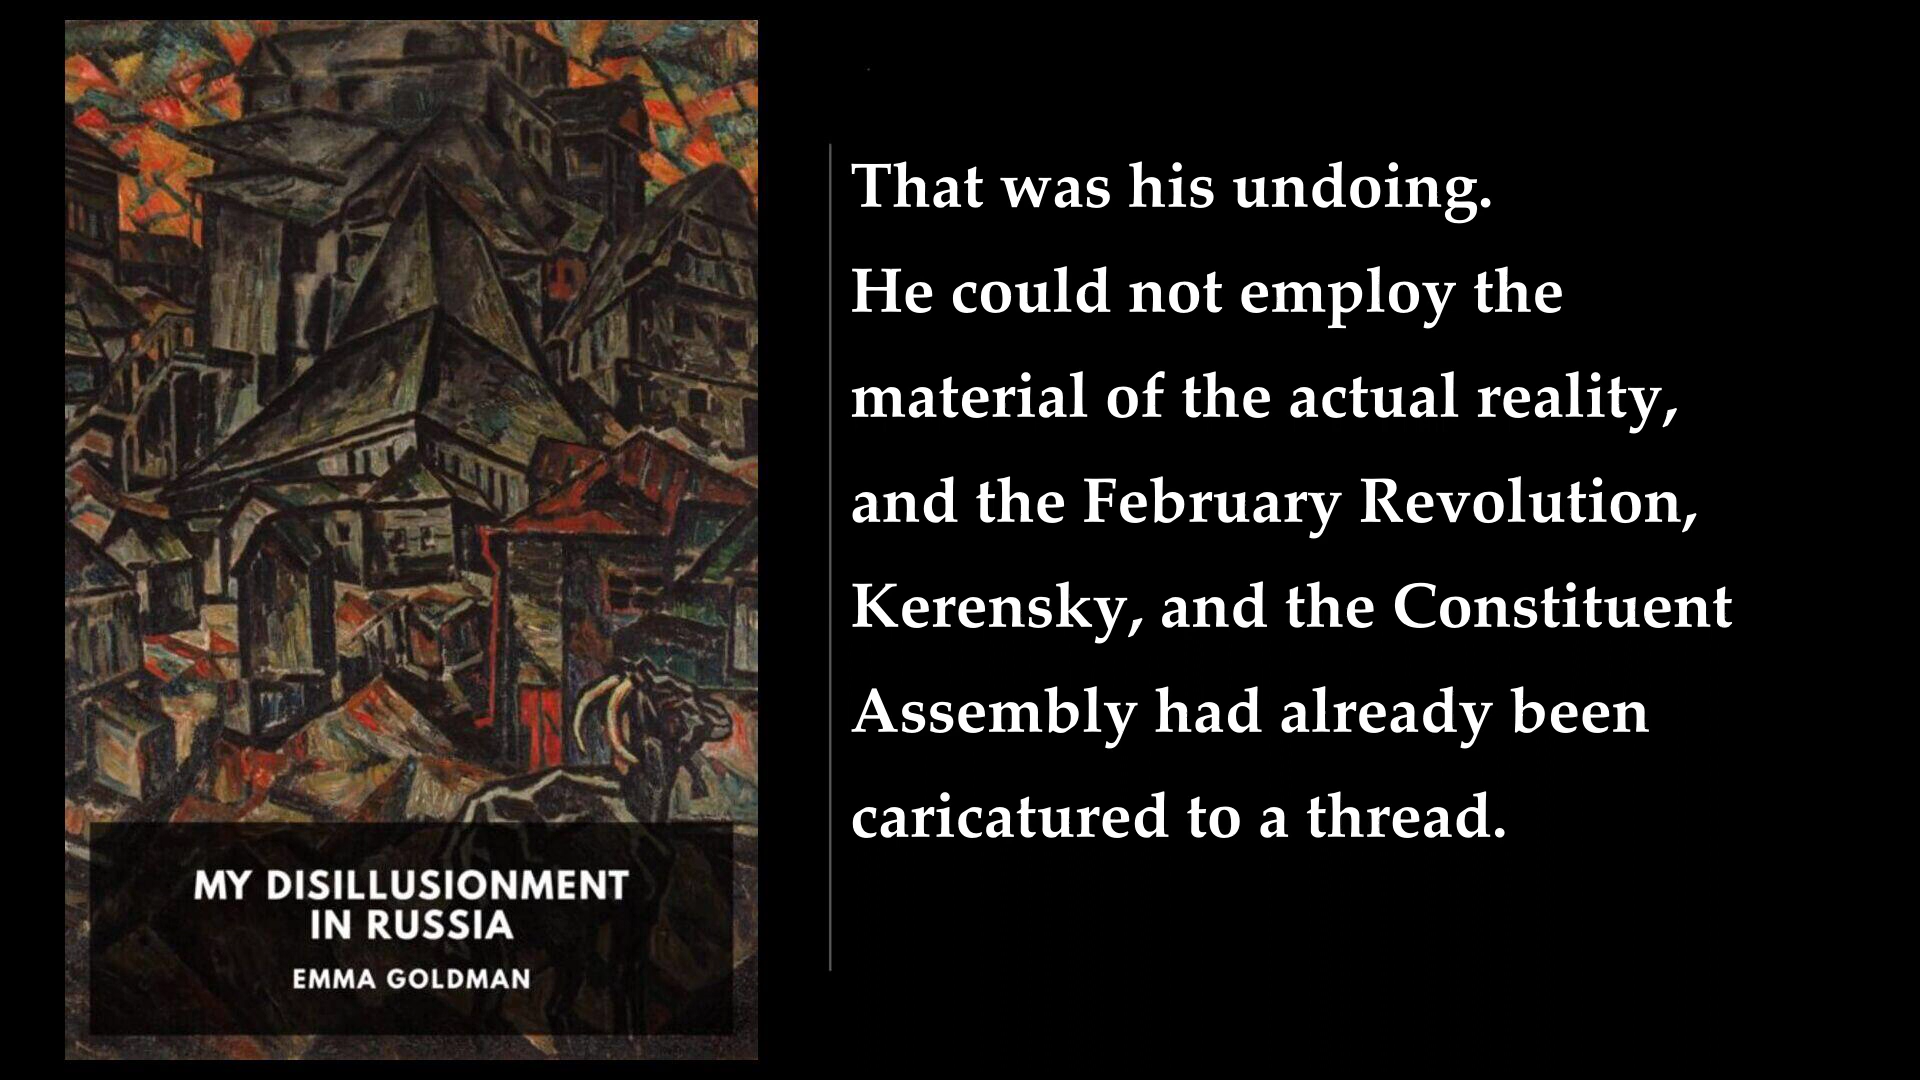 MY DISILLUSIONMENT
IN RUSSIA
EMMA GOLDMAN
That was his undoing.
He could not employ the
material of the actual reality,
and the February Revolution,
Kerensky, and the Constituent
Assembly had already been
caricatured to a thread.